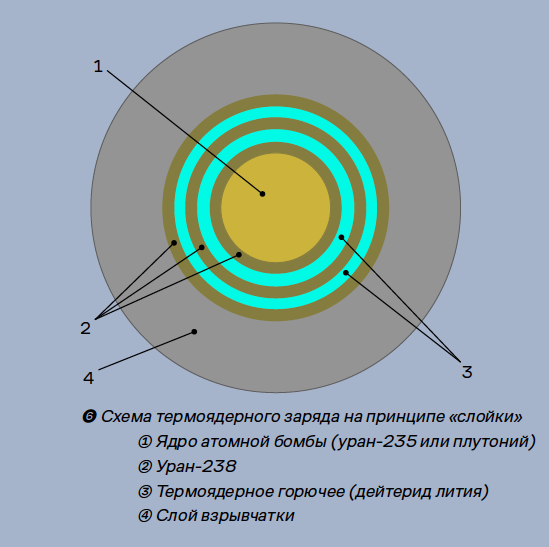 1
2
4
3
❻ Схема термоядерного заряда на принципе «слойки»
① Ядро атомной бомбы (уран-235 или плутоний)
② Уран-238
③ Термоядерное горючее (дейтерид лития)
④ Слой взрывчатки